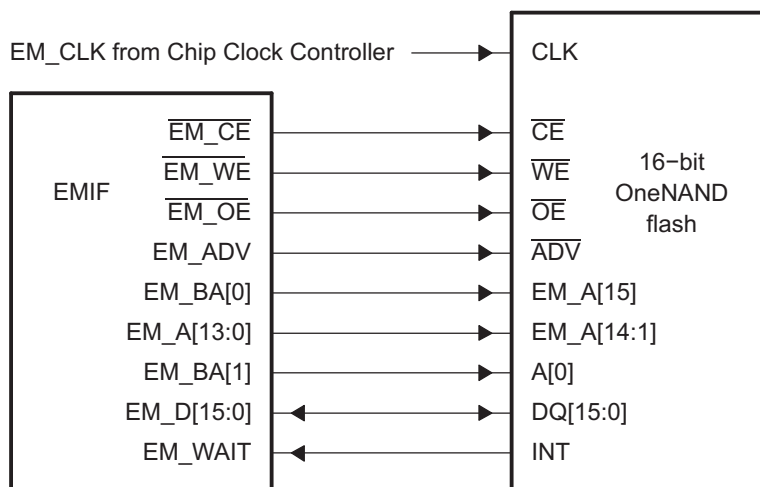 EM_CLK from Chip Clock Controller
CLK
EMIF
EM_CE
CE
EM_WE
WE
EM_OE
OE
EM_ADV
ADV
EM_BA[0]
EM_A[15]
EM_A[13:0]
EM_A[14:1]
EM_BA[1]
A[0]
EM_D[15:0]
DQ[15:0]
EM_WAIT
INT
16−bit
OneNAND
flash